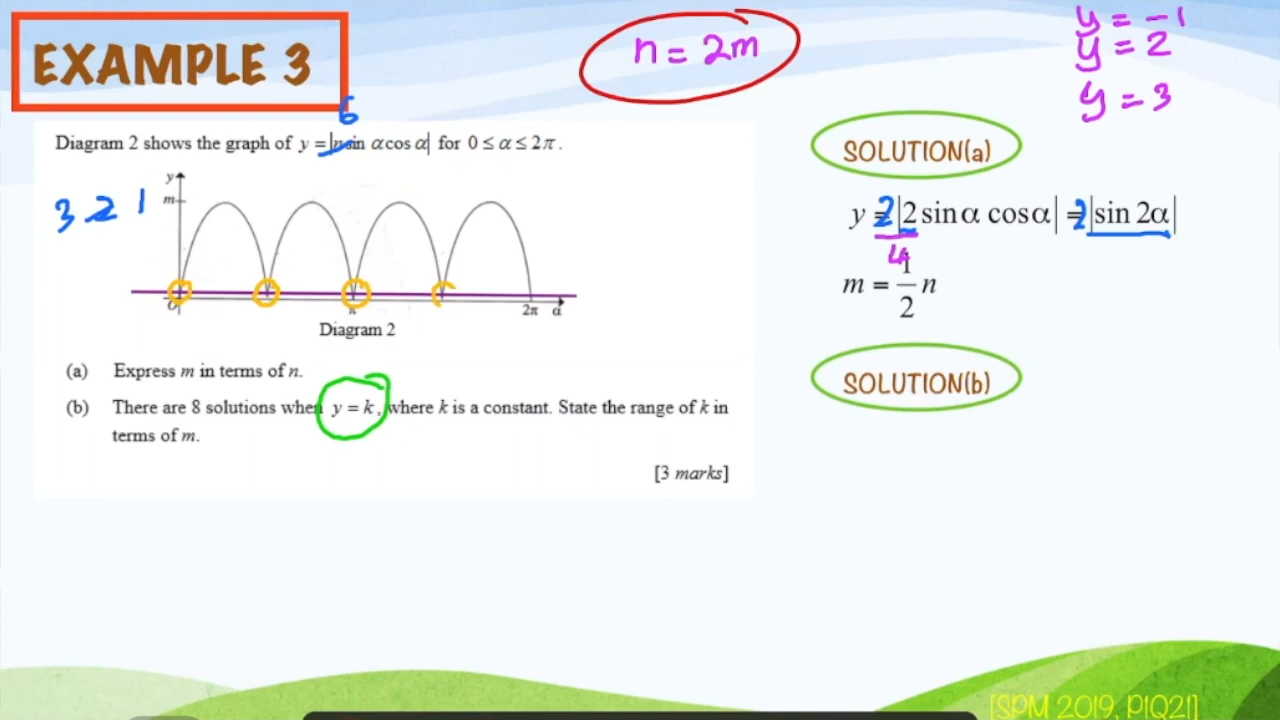 EXAMPLE 3
n = 2m
y = -1
y = 2
y = 3
6
Diagram 2 shows the graph of y = |n sin α cos α| for 0 ≤ α ≤ 2π.
y
m
3 2 1
O
π
2π α
Diagram 2
(a) Express m in terms of n.
(b) There are 8 solutions when y = k, where k is a constant. State the range of k in
terms of m.
[3 marks]
SOLUTION(a)
y = 2|2 sin α cos α| = 2|sin 2α|
4
m = 1/2 n
SOLUTION(b)
[SPM 2019, P1Q21]